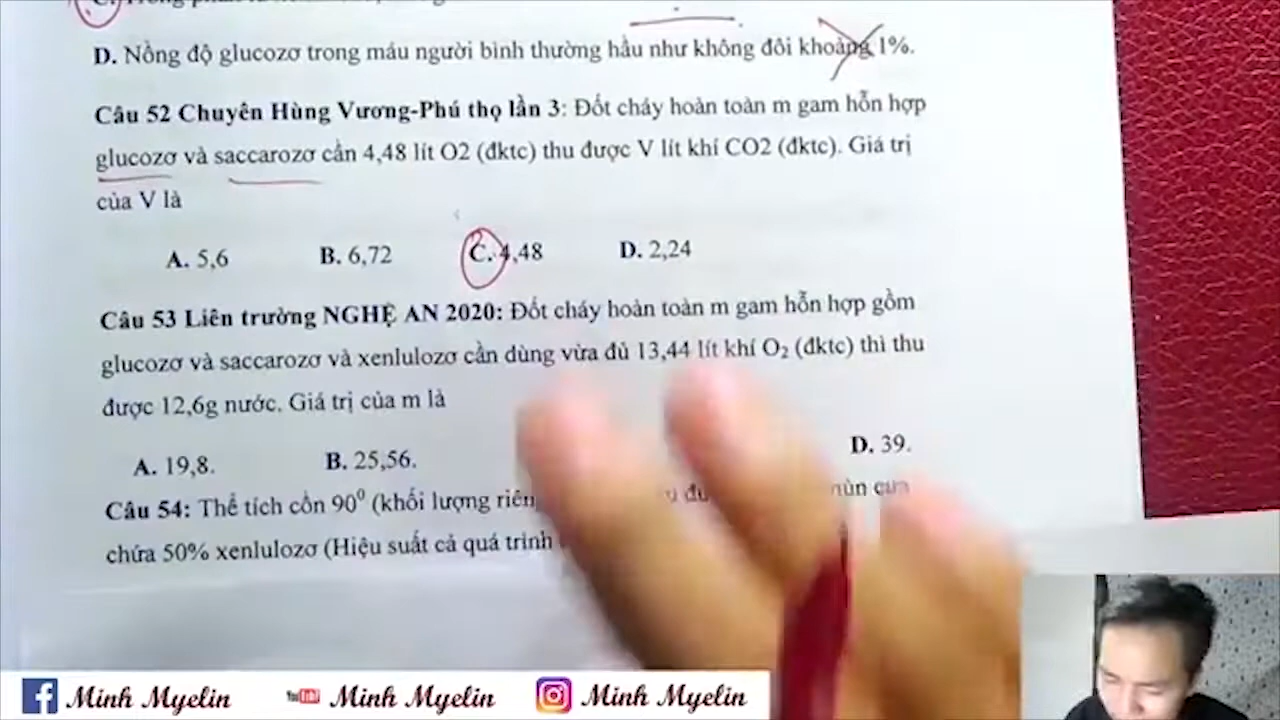 D. Nồng độ glucozơ trong máu người bình thường hầu như không đổi khoảng 1%.
Câu 52 Chuyên Hùng Vương-Phú thọ lần 3: Đốt cháy hoàn toàn m gam hỗn hợp
glucozơ và saccarozơ cần 4,48 lít O2 (đktc) thu được V lít khí CO2 (đktc). Giá trị
của V là
A. 5,6 B. 6,72 C. 4,48 D. 2,24
Câu 53 Liên trường NGHỆ AN 2020: Đốt cháy hoàn toàn m gam hỗn hợp gồm
glucozơ và saccarozơ và xenlulozơ cần dùng vừa đủ 13,44 lít khí O₂ (đktc) thì thu
được 12,6g nước. Giá trị của m là
A. 19,8. B. 25,56. D. 39.
Câu 54: Thể tích cồn 90⁰ (khối lượng cưa
chứa 50% xenlulozơ (Hiệu suất cả quá trình
Minh Myelin Minh Myelin Minh Myelin